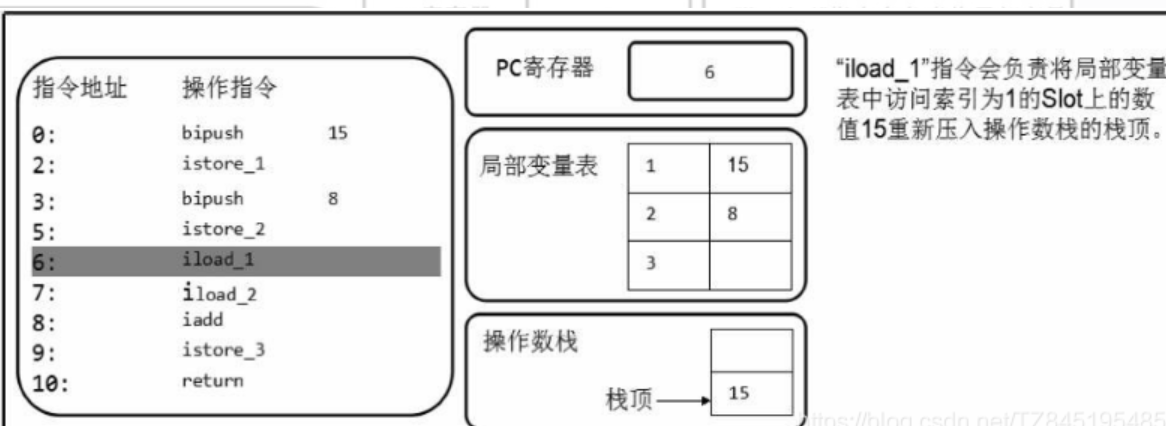 指令地址 操作指令
0: bipush 15
2: istore_1
3: bipush 8
5: istore_2
6: iload_1
7: iload_2
8: iadd
9: istore_3
10: return
PC寄存器 6
局部变量表 1 15
2 8
3
操作数栈
栈顶 15
“iload_1”指令会负责将局部变量
表中访问索引为1的Slot上的数
值15重新压入操作数栈的栈顶。
https://blog.csdn.net/TZ845195485